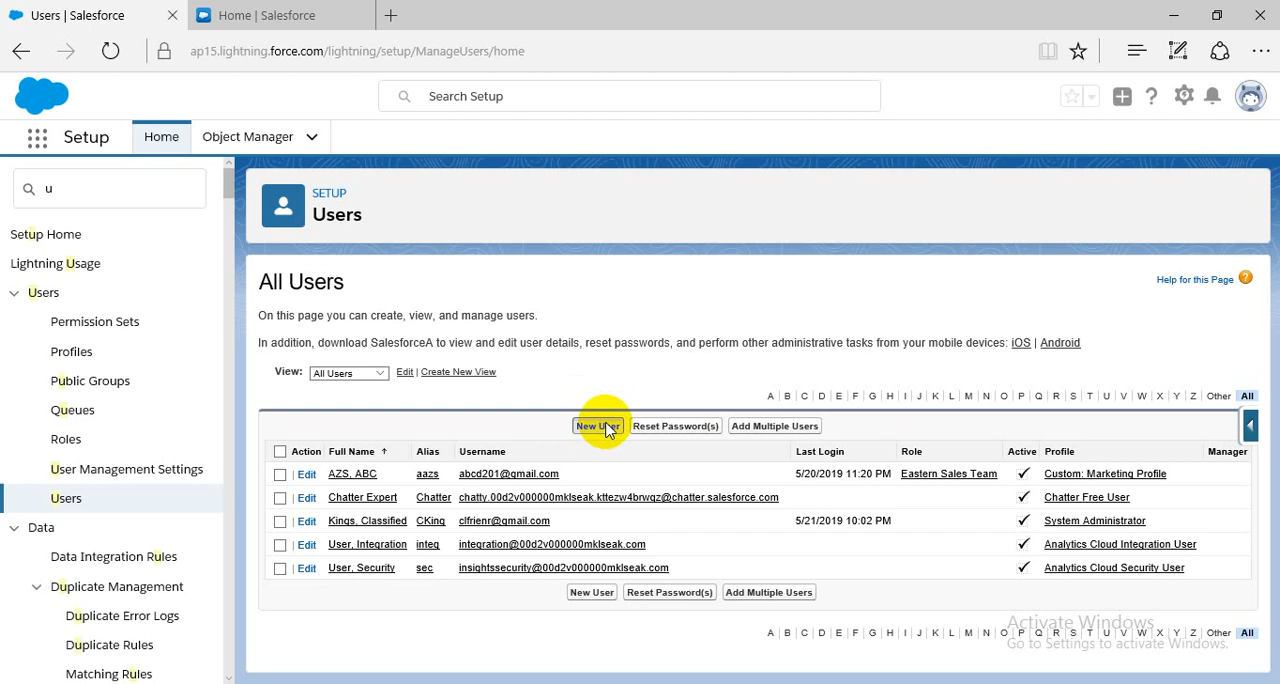 Users | Salesforce
Home | Salesforce
ap15.lightning.force.com/lightning/setup/ManageUsers/home
Search Setup
Setup
Home
Object Manager
u
Setup Home
Lightning Usage
Users
Permission Sets
Profiles
Public Groups
Queues
Roles
User Management Settings
Users
Data
Data Integration Rules
Duplicate Management
Duplicate Error Logs
Duplicate Rules
Matching Rules
SETUP
Users
All Users
Help for this Page
On this page you can create, view, and manage users.
In addition, download SalesforceA to view and edit user details, reset passwords, and perform other administrative tasks from your mobile devices: iOS | Android
View: All Users Edit | Create New View
A | B | C | D | E | F | G | H | I | J | K | L | M | N | O | P | Q | R | S | T | U | V | W | X | Y | Z | Other All
New User Reset Password(s) Add Multiple Users
Action Full Name Alias Username Last Login Role Active Profile Manager
Edit AZS, ABC aazs abcd201@gmail.com 5/20/2019 11:20 PM Eastern Sales Team Custom: Marketing Profile
Edit Chatter Expert Chatter chatty.00d2v000000mklseak.kttezw4brwqz@chatter.salesforce.com Chatter Free User
Edit Kings, Classified CKing clfrienr@gmail.com 5/21/2019 10:02 PM System Administrator
Edit User, Integration integ integration@00d2v000000mklseak.com Analytics Cloud Integration User
Edit User, Security sec insightssecurity@00d2v000000mklseak.com Analytics Cloud Security User
New User Reset Password(s) Add Multiple Users
A | B | C | D | E | F | G | H | I | J | K | L | M | N | O | P | Q | R | S | T | U | V | W | X | Y | Z | Other All
Activate Windows
Go to Settings to activate Windows.